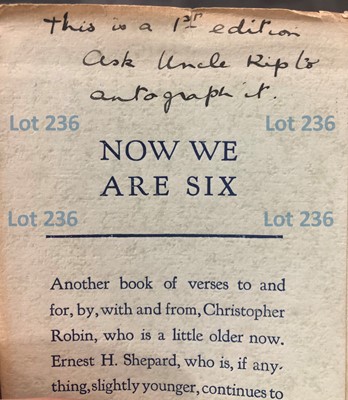 This is a 1st edition
Ask Uncle Rip to
autograph it.
Lot 236 Lot 236
NOW WE
ARE SIX
Lot 236 Lot 236
Another book of verses to and
for, by, with and from, Christopher
Robin, who is a little older now.
Ernest H. Shepard, who is, if any-
thing, slightly younger, continues to